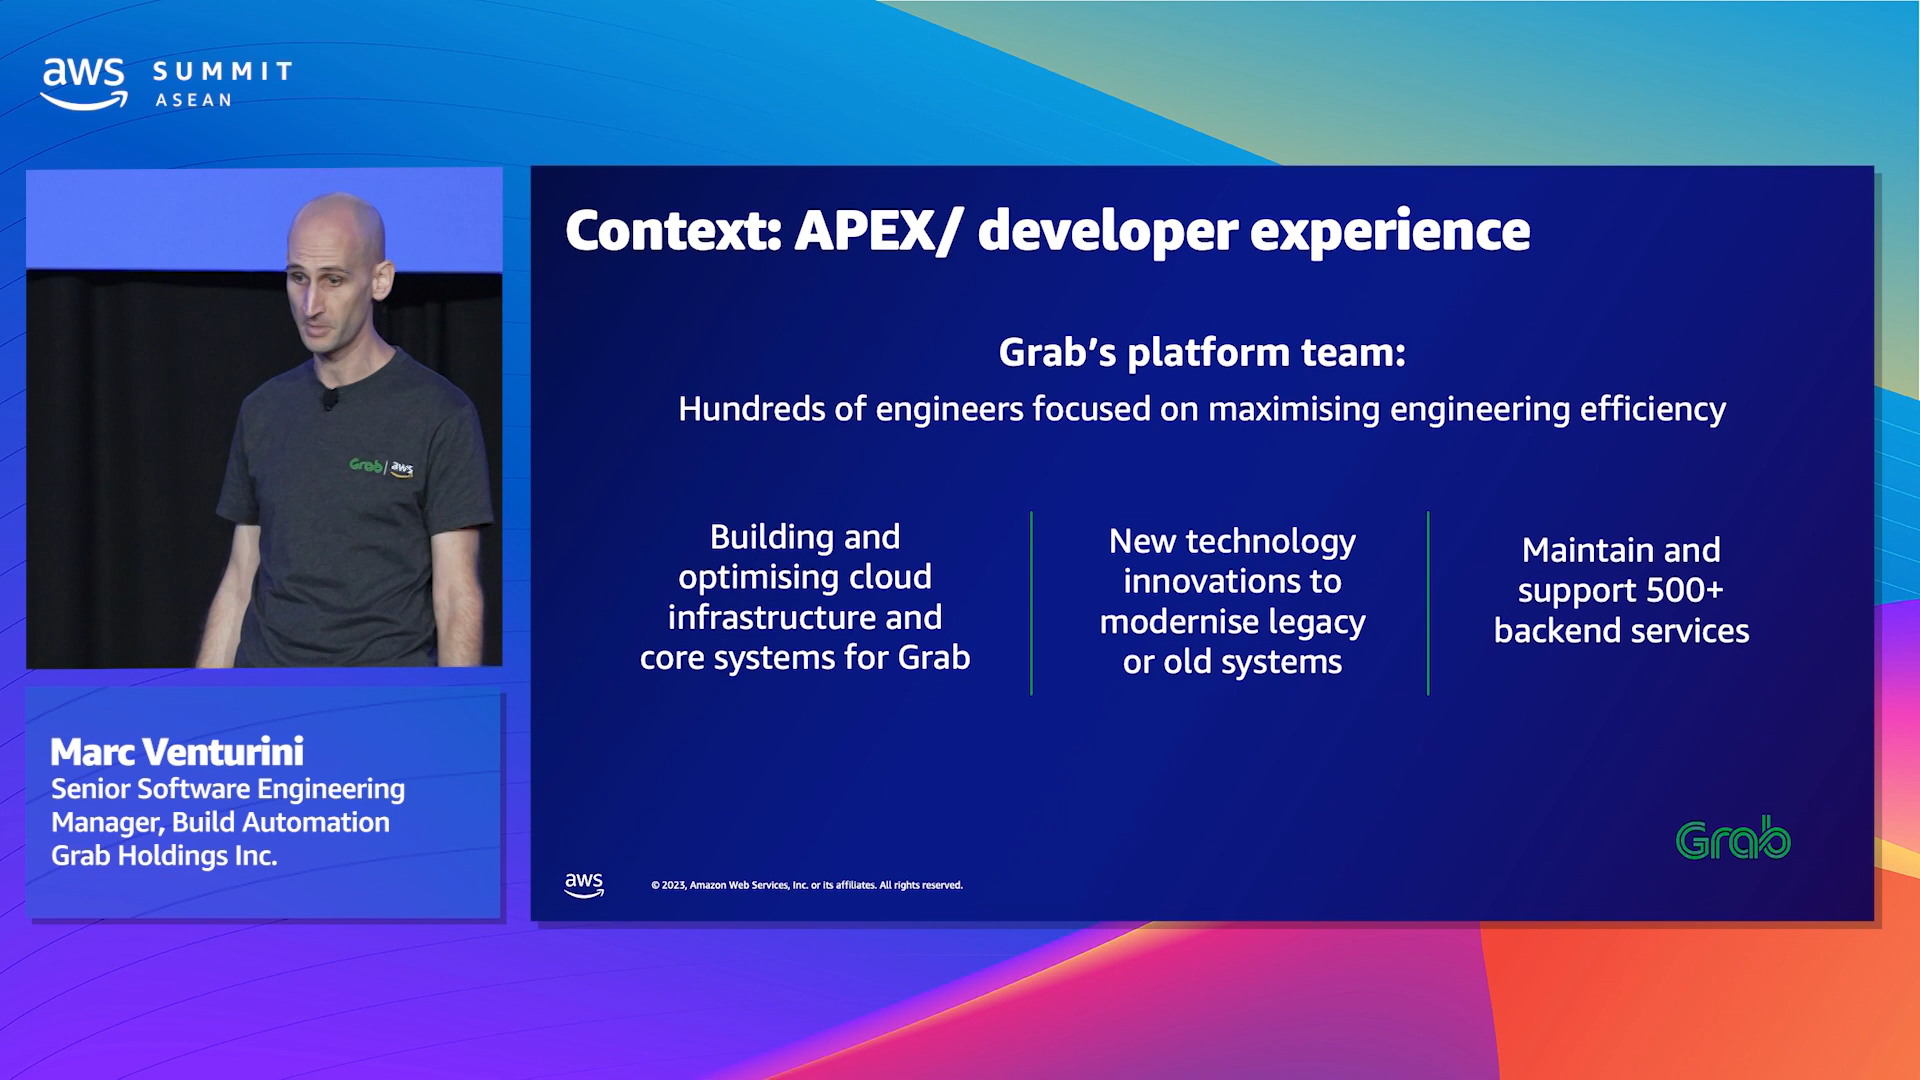 aws SUMMIT
ASEAN
Context: APEX/ developer experience
Grab’s platform team:
Hundreds of engineers focused on maximising engineering efficiency
Building and
optimising cloud
infrastructure and
core systems for Grab
New technology
innovations to
modernise legacy
or old systems
Maintain and
support 500+
backend services
Grab
aws
© 2023, Amazon Web Services, Inc. or its affiliates. All rights reserved.
Grab | aws
Marc Venturini
Senior Software Engineering
Manager, Build Automation
Grab Holdings Inc.